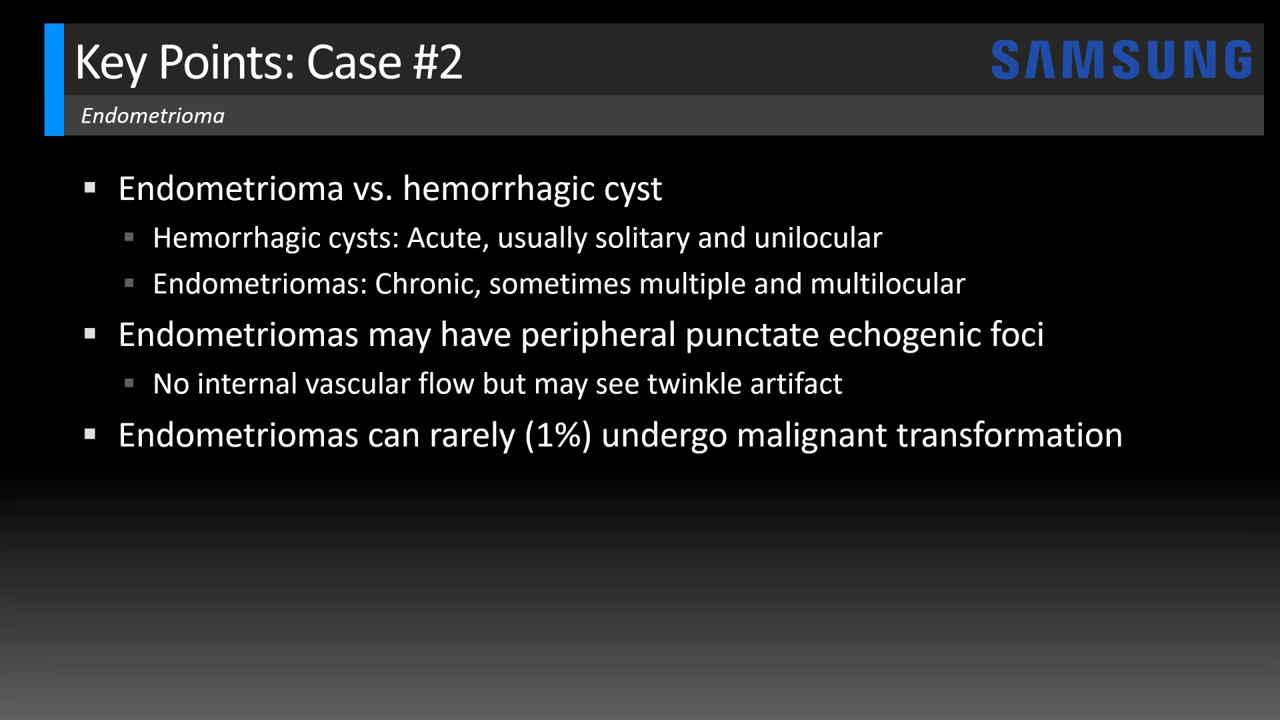 Key Points: Case #2
SAMSUNG
Endometrioma
▪ Endometrioma vs. hemorrhagic cyst
▪ Hemorrhagic cysts: Acute, usually solitary and unilocular
▪ Endometriomas: Chronic, sometimes multiple and multilocular
▪ Endometriomas may have peripheral punctate echogenic foci
▪ No internal vascular flow but may see twinkle artifact
▪ Endometriomas can rarely (1%) undergo malignant transformation